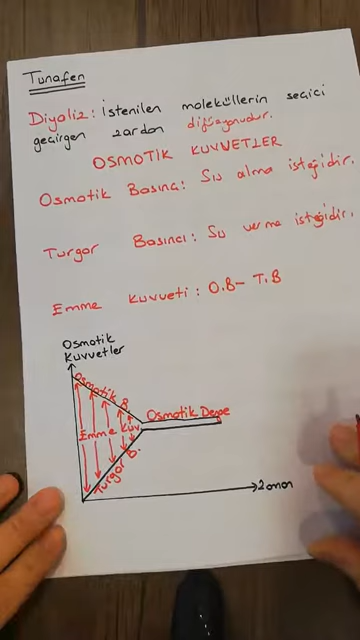 Tunafen
Diyaliz: İstenilen moleküllerin seçici
geçirgen zardan difüzyonudur.
OSMOTİK KUVVETLER
Osmotik Basınç: Su alma isteğidir.
Turgor Basıncı: Su verme isteğidir.
Emme Kuvveti: O.B- T.B
Osmotik
Kuvvetler
Osmotik B.
Osmotik Denge
Emme Kuv
Turgor B.
Zaman